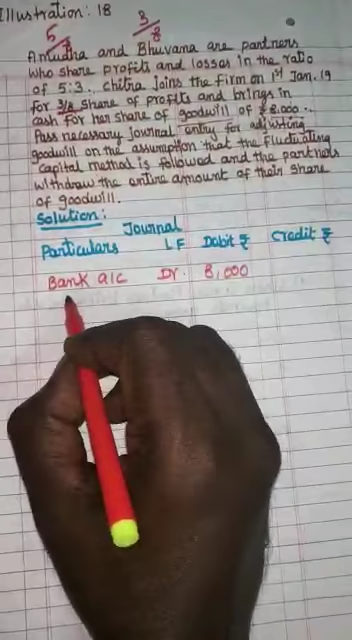 Illustration: 18
5/8
3/8
Anudha and Bhuvana are partners
who share profits and losses in the ratio
of 5:3. Chitra joins the firm on 1st Jan. 19
for 3/8 share of profits and brings in
cash for her share of goodwill of ₹ 8,000.
Pass necessary journal entry for adjusting
goodwill on the assumption that the fluctuating
capital method is followed and the partners
withdraw the entire amount of their share
of goodwill.
Solution:
Journal
Particulars LF Debit ₹ Credit ₹
Bank a/c Dr. 8,000